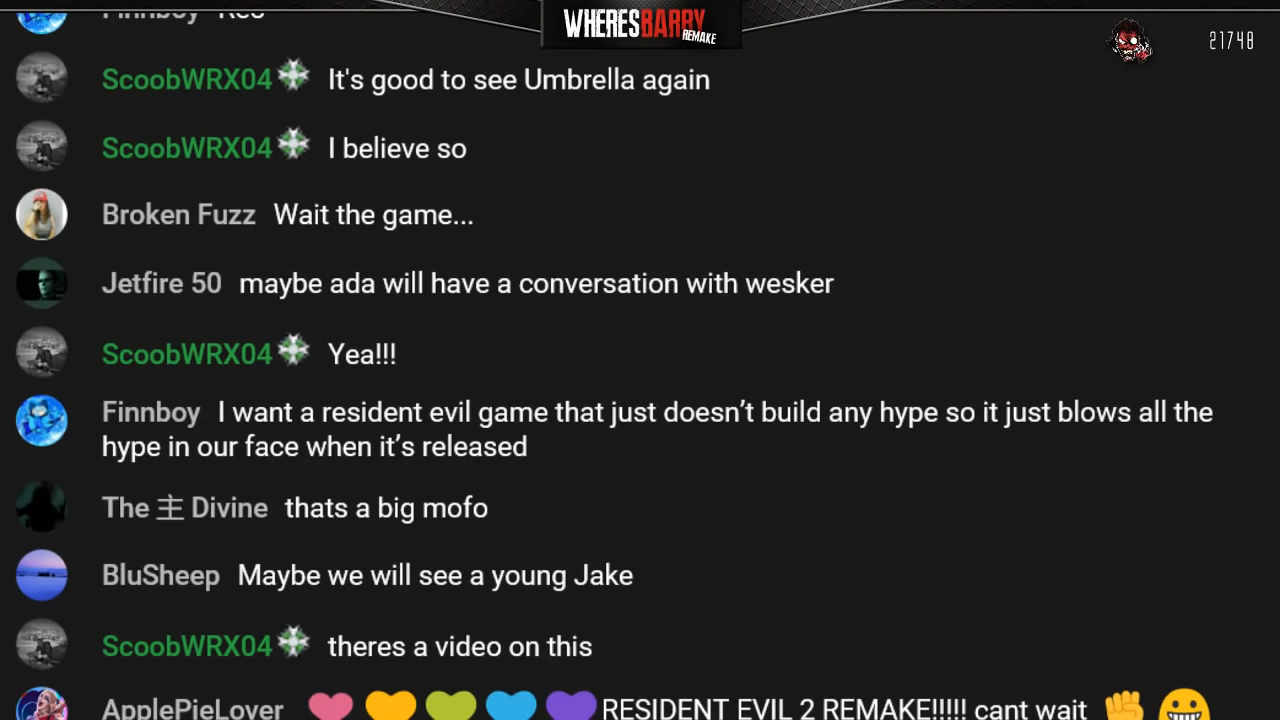 WHERESBARRY
REMAKE
21748
Finnboy Res
ScoobWRX04 It's good to see Umbrella again
ScoobWRX04 I believe so
Broken Fuzz Wait the game...
Jetfire 50 maybe ada will have a conversation with wesker
ScoobWRX04 Yea!!!
Finnboy I want a resident evil game that just doesn’t build any hype so it just blows all the
hype in our face when it’s released
The 主 Divine thats a big mofo
BluSheep Maybe we will see a young Jake
ScoobWRX04 theres a video on this
ApplePieLover RESIDENT EVIL 2 REMAKE!!!!! cant wait